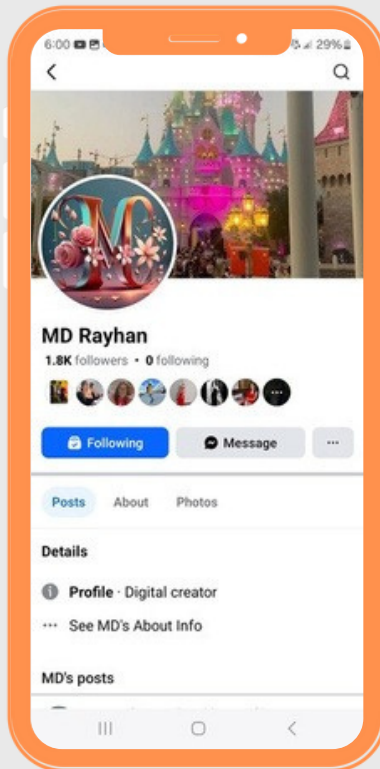 6:00 29%
M
MD Rayhan
1.8K followers • 0 following
Following Message
Posts About Photos
Details
Profile · Digital creator
See MD's About Info
MD's posts